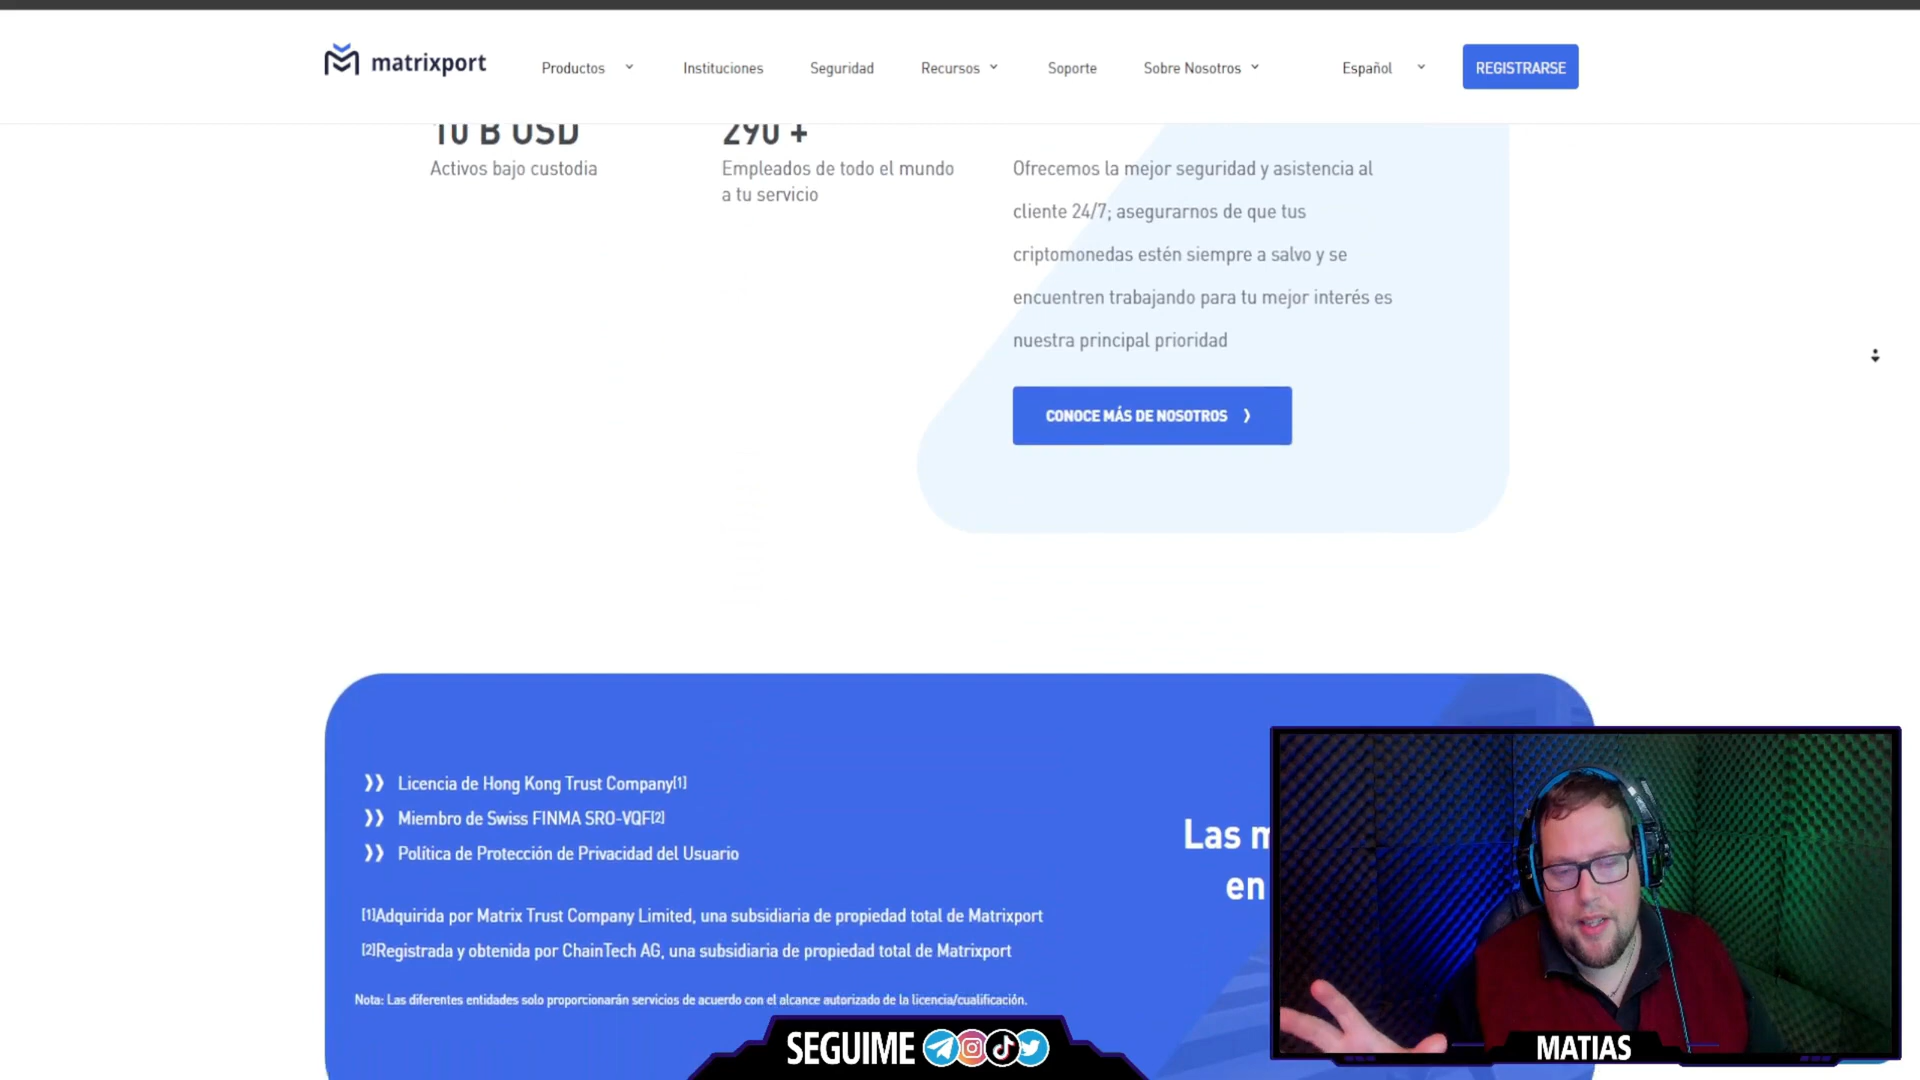 matrixport
Productos
Instituciones
Seguridad
Recursos
Soporte
Sobre Nosotros
Español
REGISTRARSE
10 B USD
Activos bajo custodia
290 +
Empleados de todo el mundo
a tu servicio
Ofrecemos la mejor seguridad y asistencia al
cliente 24/7; asegurarnos de que tus
criptomonedas estén siempre a salvo y se
encuentren trabajando para tu mejor interés es
nuestra principal prioridad
CONOCE MÁS DE NOSOTROS
Licencia de Hong Kong Trust Company[1]
Miembro de Swiss FINMA SRO-VQF[2]
Política de Protección de Privacidad del Usuario
[1]Adquirida por Matrix Trust Company Limited, una subsidiaria de propiedad total de Matrixport
[2]Registrada y obtenida por ChainTech AG, una subsidiaria de propiedad total de Matrixport
Nota: Las diferentes entidades solo proporcionarán servicios de acuerdo con el alcance autorizado de la licencia/cualificación.
Las m
en
SEGUIME
MATIAS